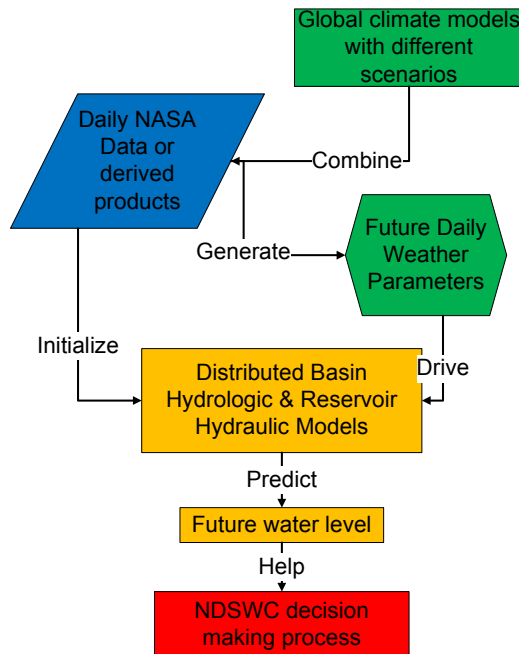 Global climate models
with different
scenarios
Daily NASA
Data or
derived
products
Combine
Generate
Future Daily
Weather
Parameters
Initialize
Drive
Distributed Basin
Hydrologic & Reservoir
Hydraulic Models
Predict
Future water level
Help
NDSWC decision
making process